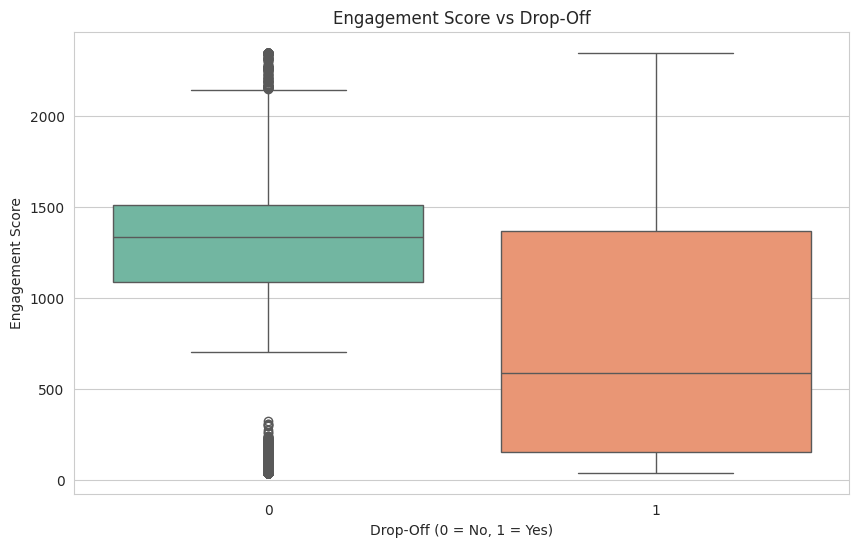 Engagement Score vs Drop-Off
Engagement Score
2000
1500
1000
500
0
0
1
Drop-Off (0 = No, 1 = Yes)